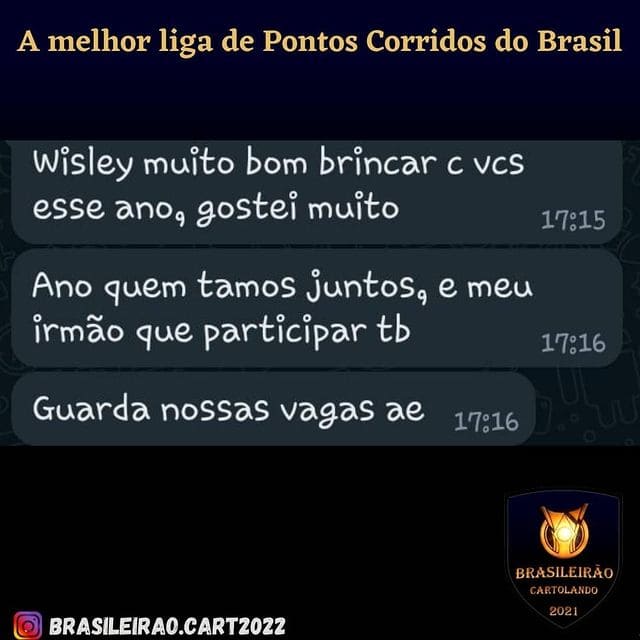 A melhor liga de Pontos Corridos do Brasil
Wisley muito bom brincar c vcs
esse ano, gostei muito
17:15
Ano quem tamos juntos, e meu
irmão que participar tb
17:16
Guarda nossas vagas ae
17:16
BRASILEIRÃO
CARTOLANDO
2021
BRASILEIRAO.CART2022